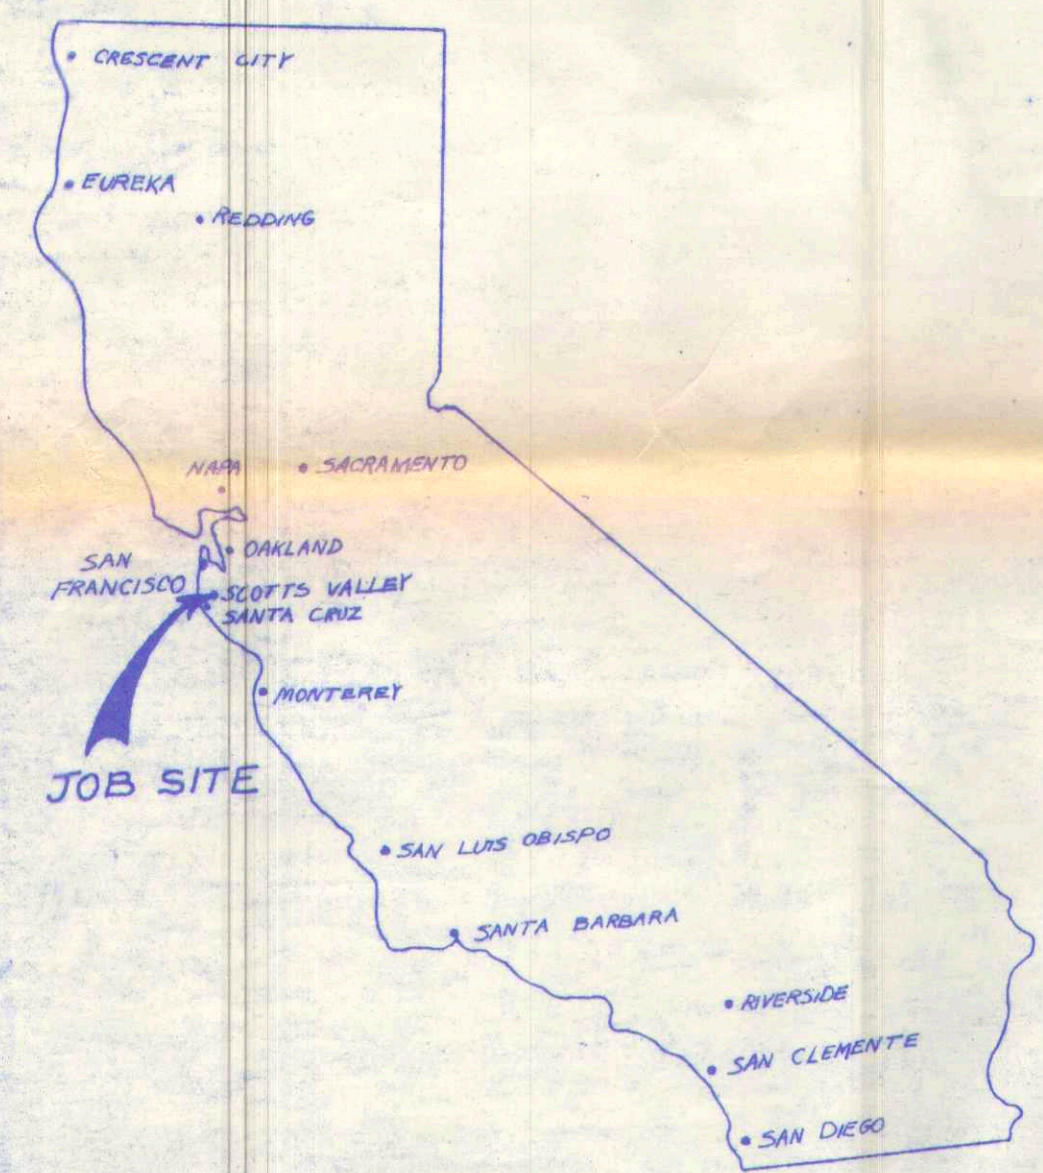 CRESCENT CITY
EUREKA
REDDING
NAPA
SACRAMENTO
OAKLAND
SAN
FRANCISCO
SCOTTS VALLEY
SANTA CRUZ
MONTEREY
JOB SITE
SAN LUIS OBISPO
SANTA BARBARA
RIVERSIDE
SAN CLEMENTE
SAN DIEGO